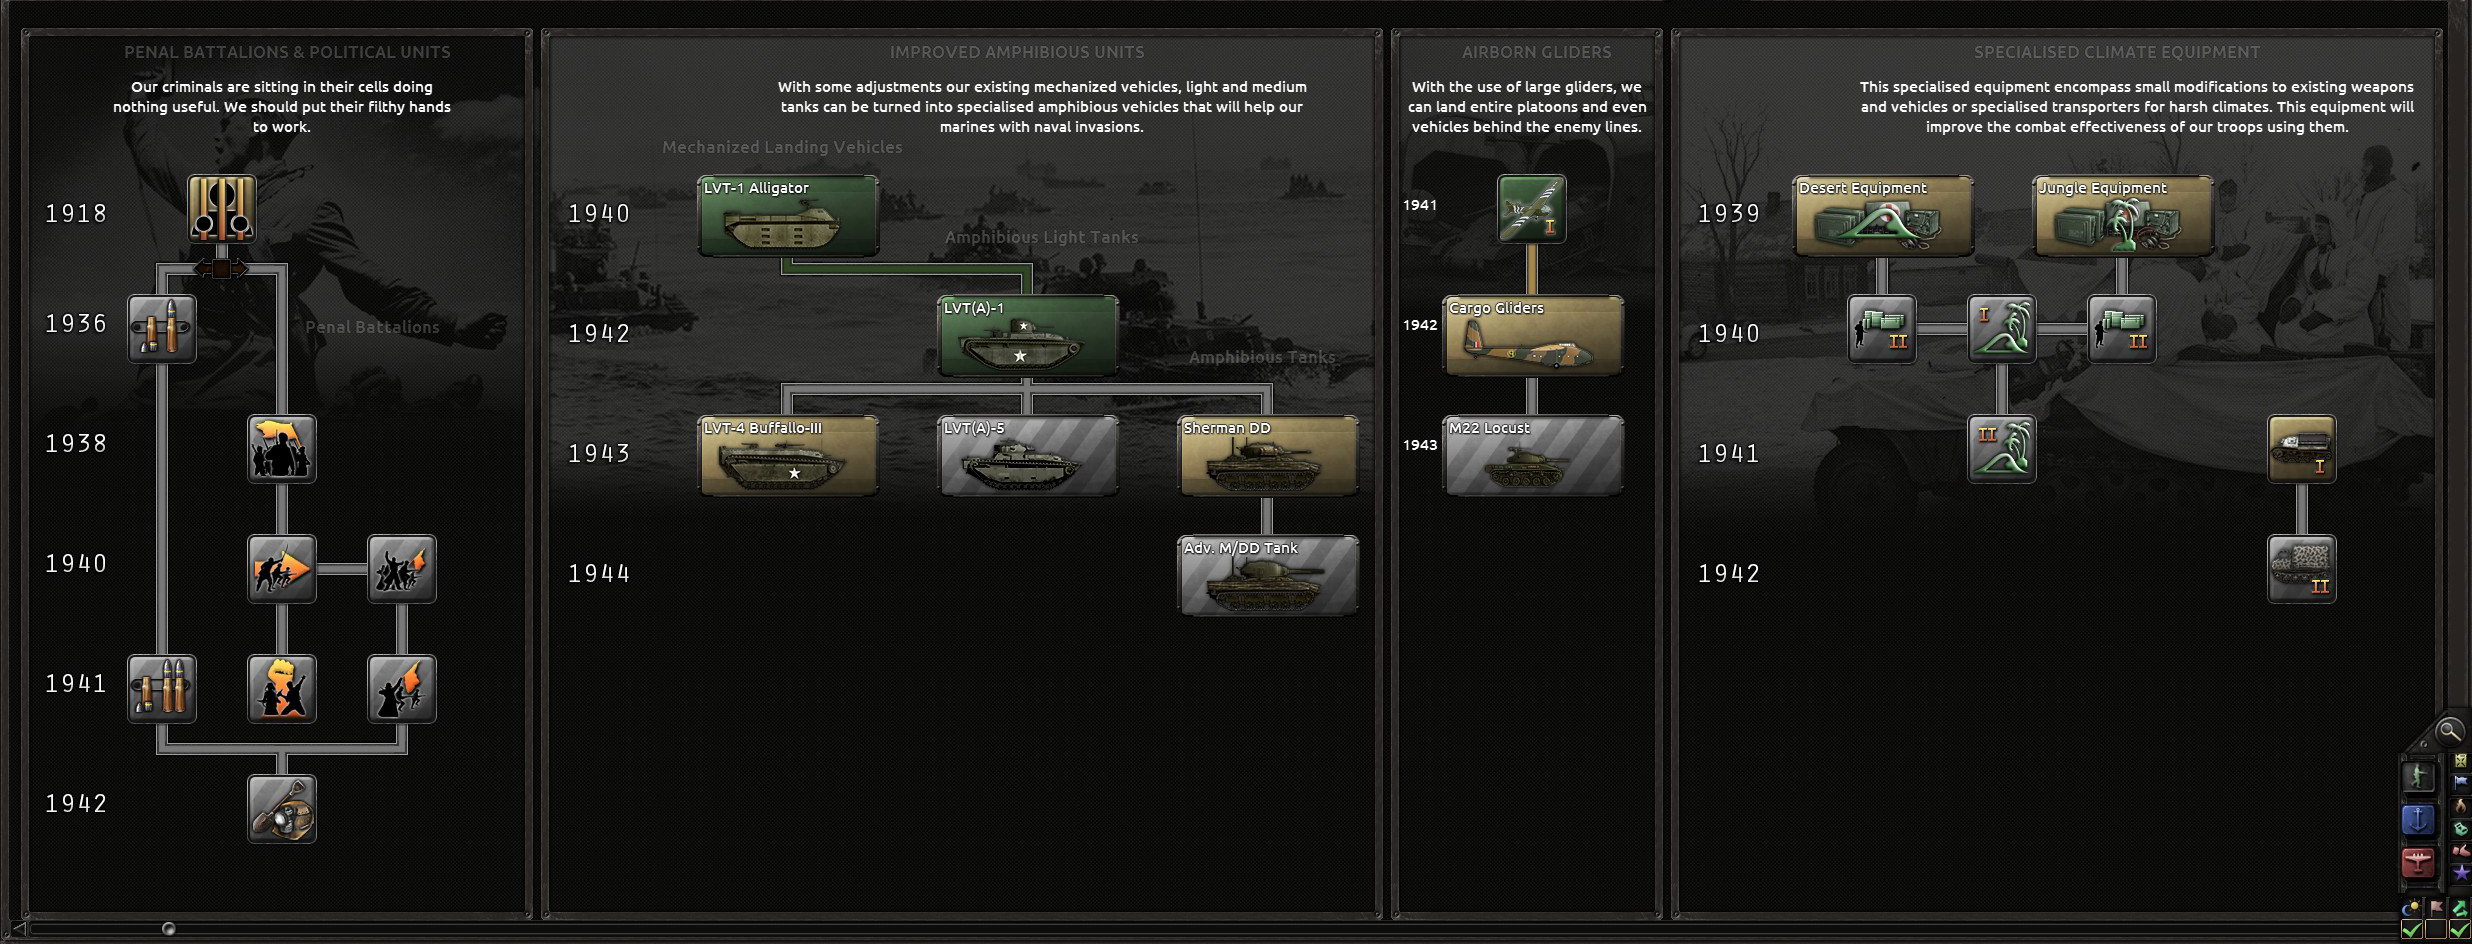 PENAL BATTALIONS & POLITICAL UNITS
Our criminals are sitting in their cells doing
nothing useful. We should put their filthy hands
to work.
1918
1936
Penal Battalions
1938
1940
1941
1942
IMPROVED AMPHIBIOUS UNITS
With some adjustments our existing mechanized vehicles, light and medium
tanks can be turned into specialised amphibious vehicles that will help our
marines with naval invasions.
Mechanized Landing Vehicles
1940
LVT-1 Alligator
Amphibious Light Tanks
1942
LVT(A)-1
Amphibious Tanks
1943
LVT-4 Buffallo-III
LVT(A)-5
Sherman DD
1944
Adv. M/DD Tank
AIRBORN GLIDERS
With the use of large gliders, we
can land entire platoons and even
vehicles behind the enemy lines.
1941
I
1942
Cargo Gliders
1943
M22 Locust
SPECIALISED CLIMATE EQUIPMENT
This specialised equipment encompass small modifications to existing weapons
and vehicles or specialised transporters for harsh climates. This equipment will
improve the combat effectiveness of our troops using them.
1939
Desert Equipment
Jungle Equipment
1940
II
I
II
1941
II
I
1942
II